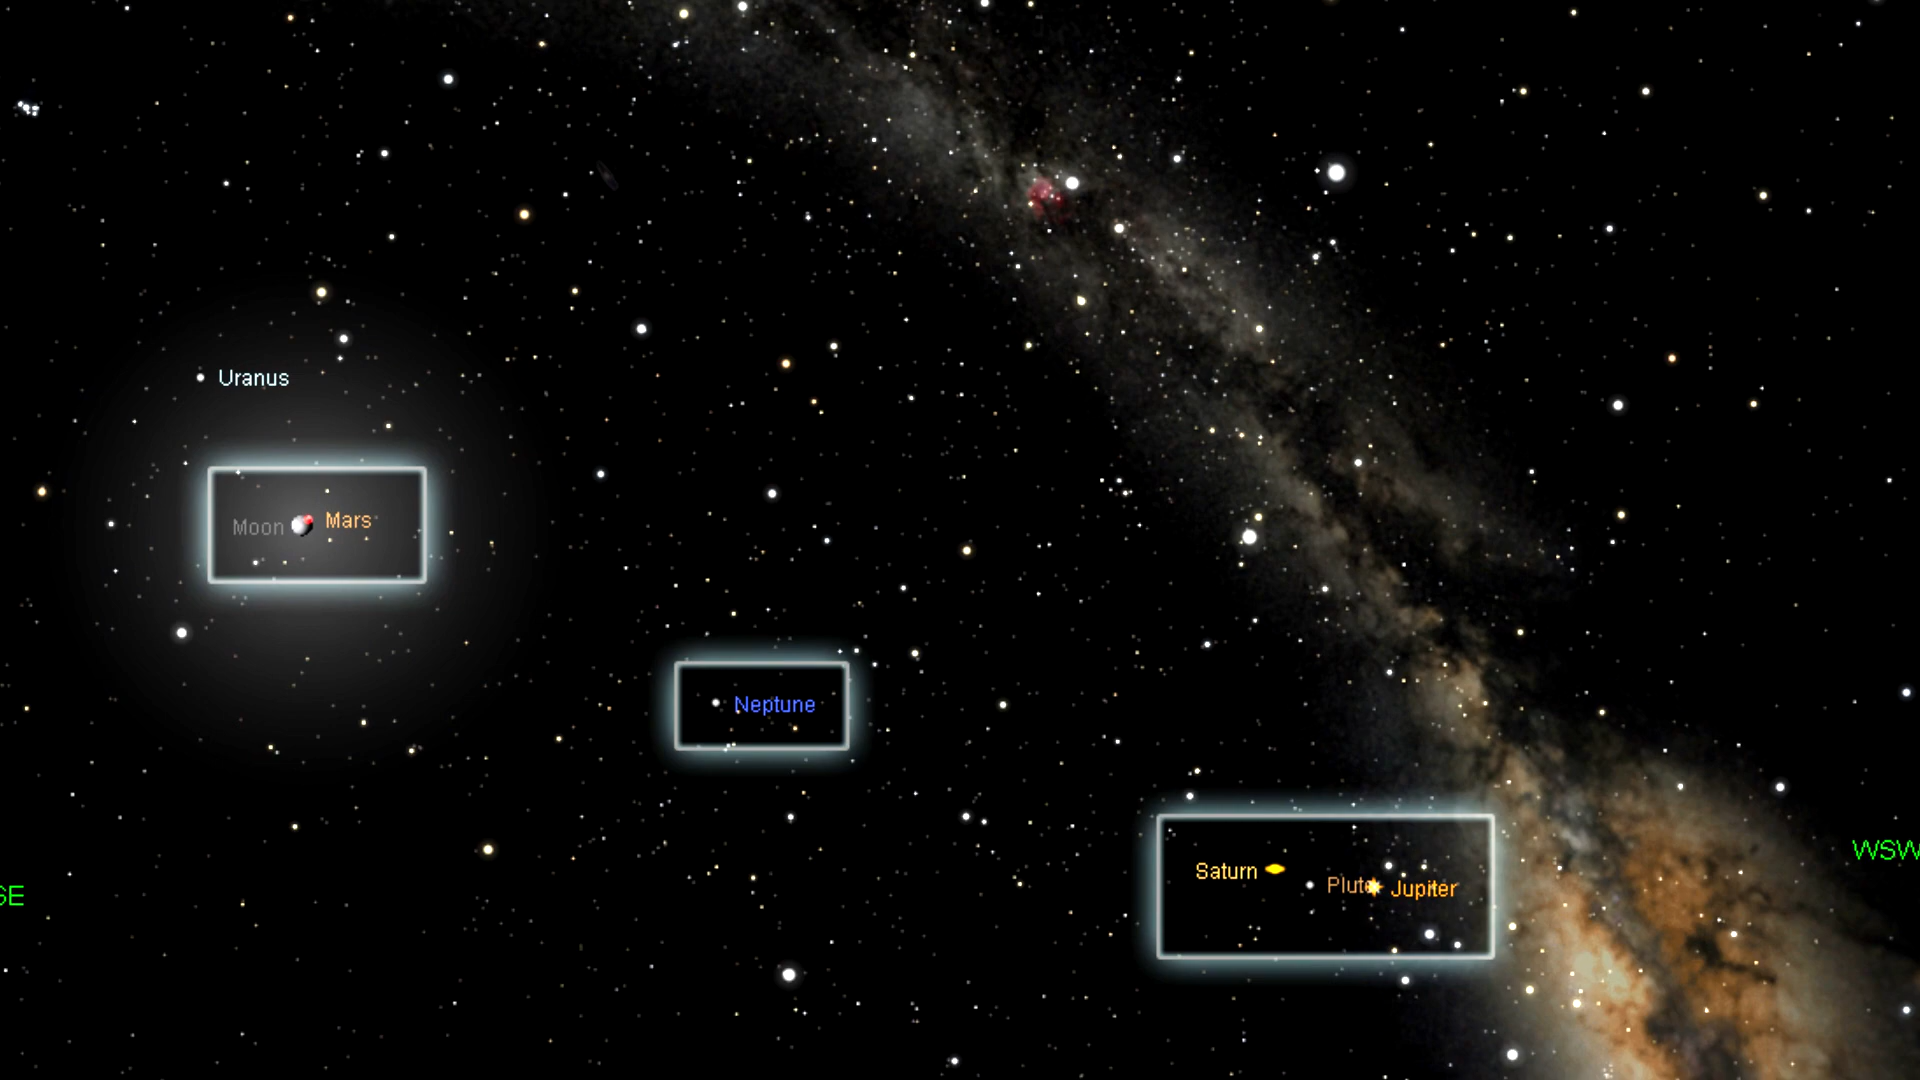 Uranus
Moon
Mars
Neptune
Saturn
Jupiter
WSW
SE